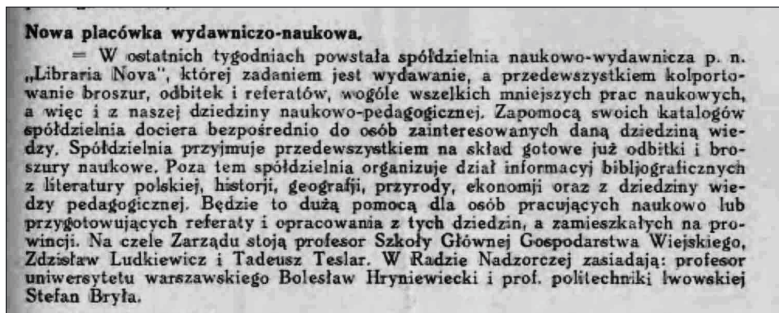 Nowa placówka wydawniczo-naukowa.
= W ostatnich tygodniach powstała spółdzielnia naukowo-wydawnicza p. n.
„Libraria Nova", której zadaniem jest wydawanie, a przedewszystkiem kolporto-
wanie broszur, odbitek i referatów, wogóle wszelkich mniejszych prac naukowych,
a więc i z naszej dziedziny naukowo-pedagogicznej. Zapomocą swoich katalogów
spółdzielnia dociera bezpośrednio do osób zainteresowanych daną dziedziną wie-
dzy. Spółdzielnia przyjmuje przedewszystkiem na skład gotowe już odbitki i bro-
szury naukowe. Poza tem spółdzielnia organizuje dział informacyj bibljograficznych
z literatury polskiej, historji, geografji, przyrody, ekonomji oraz z dziedziny wie-
dzy pedagogicznej. Będzie to dużą pomocą dla osób pracujących naukowo lub
przygotowujących referaty i opracowania z tych dziedzin, a zamieszkałych na pro-
wincji. Na czele Zarządu stoją profesor Szkoły Głównej Gospodarstwa Wiejskiego,
Zdzisław Ludkiewicz i Tadeusz Teslar. W Radzie Nadzorczej zasiadają: profesor
uniwersytetu warszawskiego Bolesław Hryniewiecki i prof. politechniki lwowskiej
Stefan Bryła.